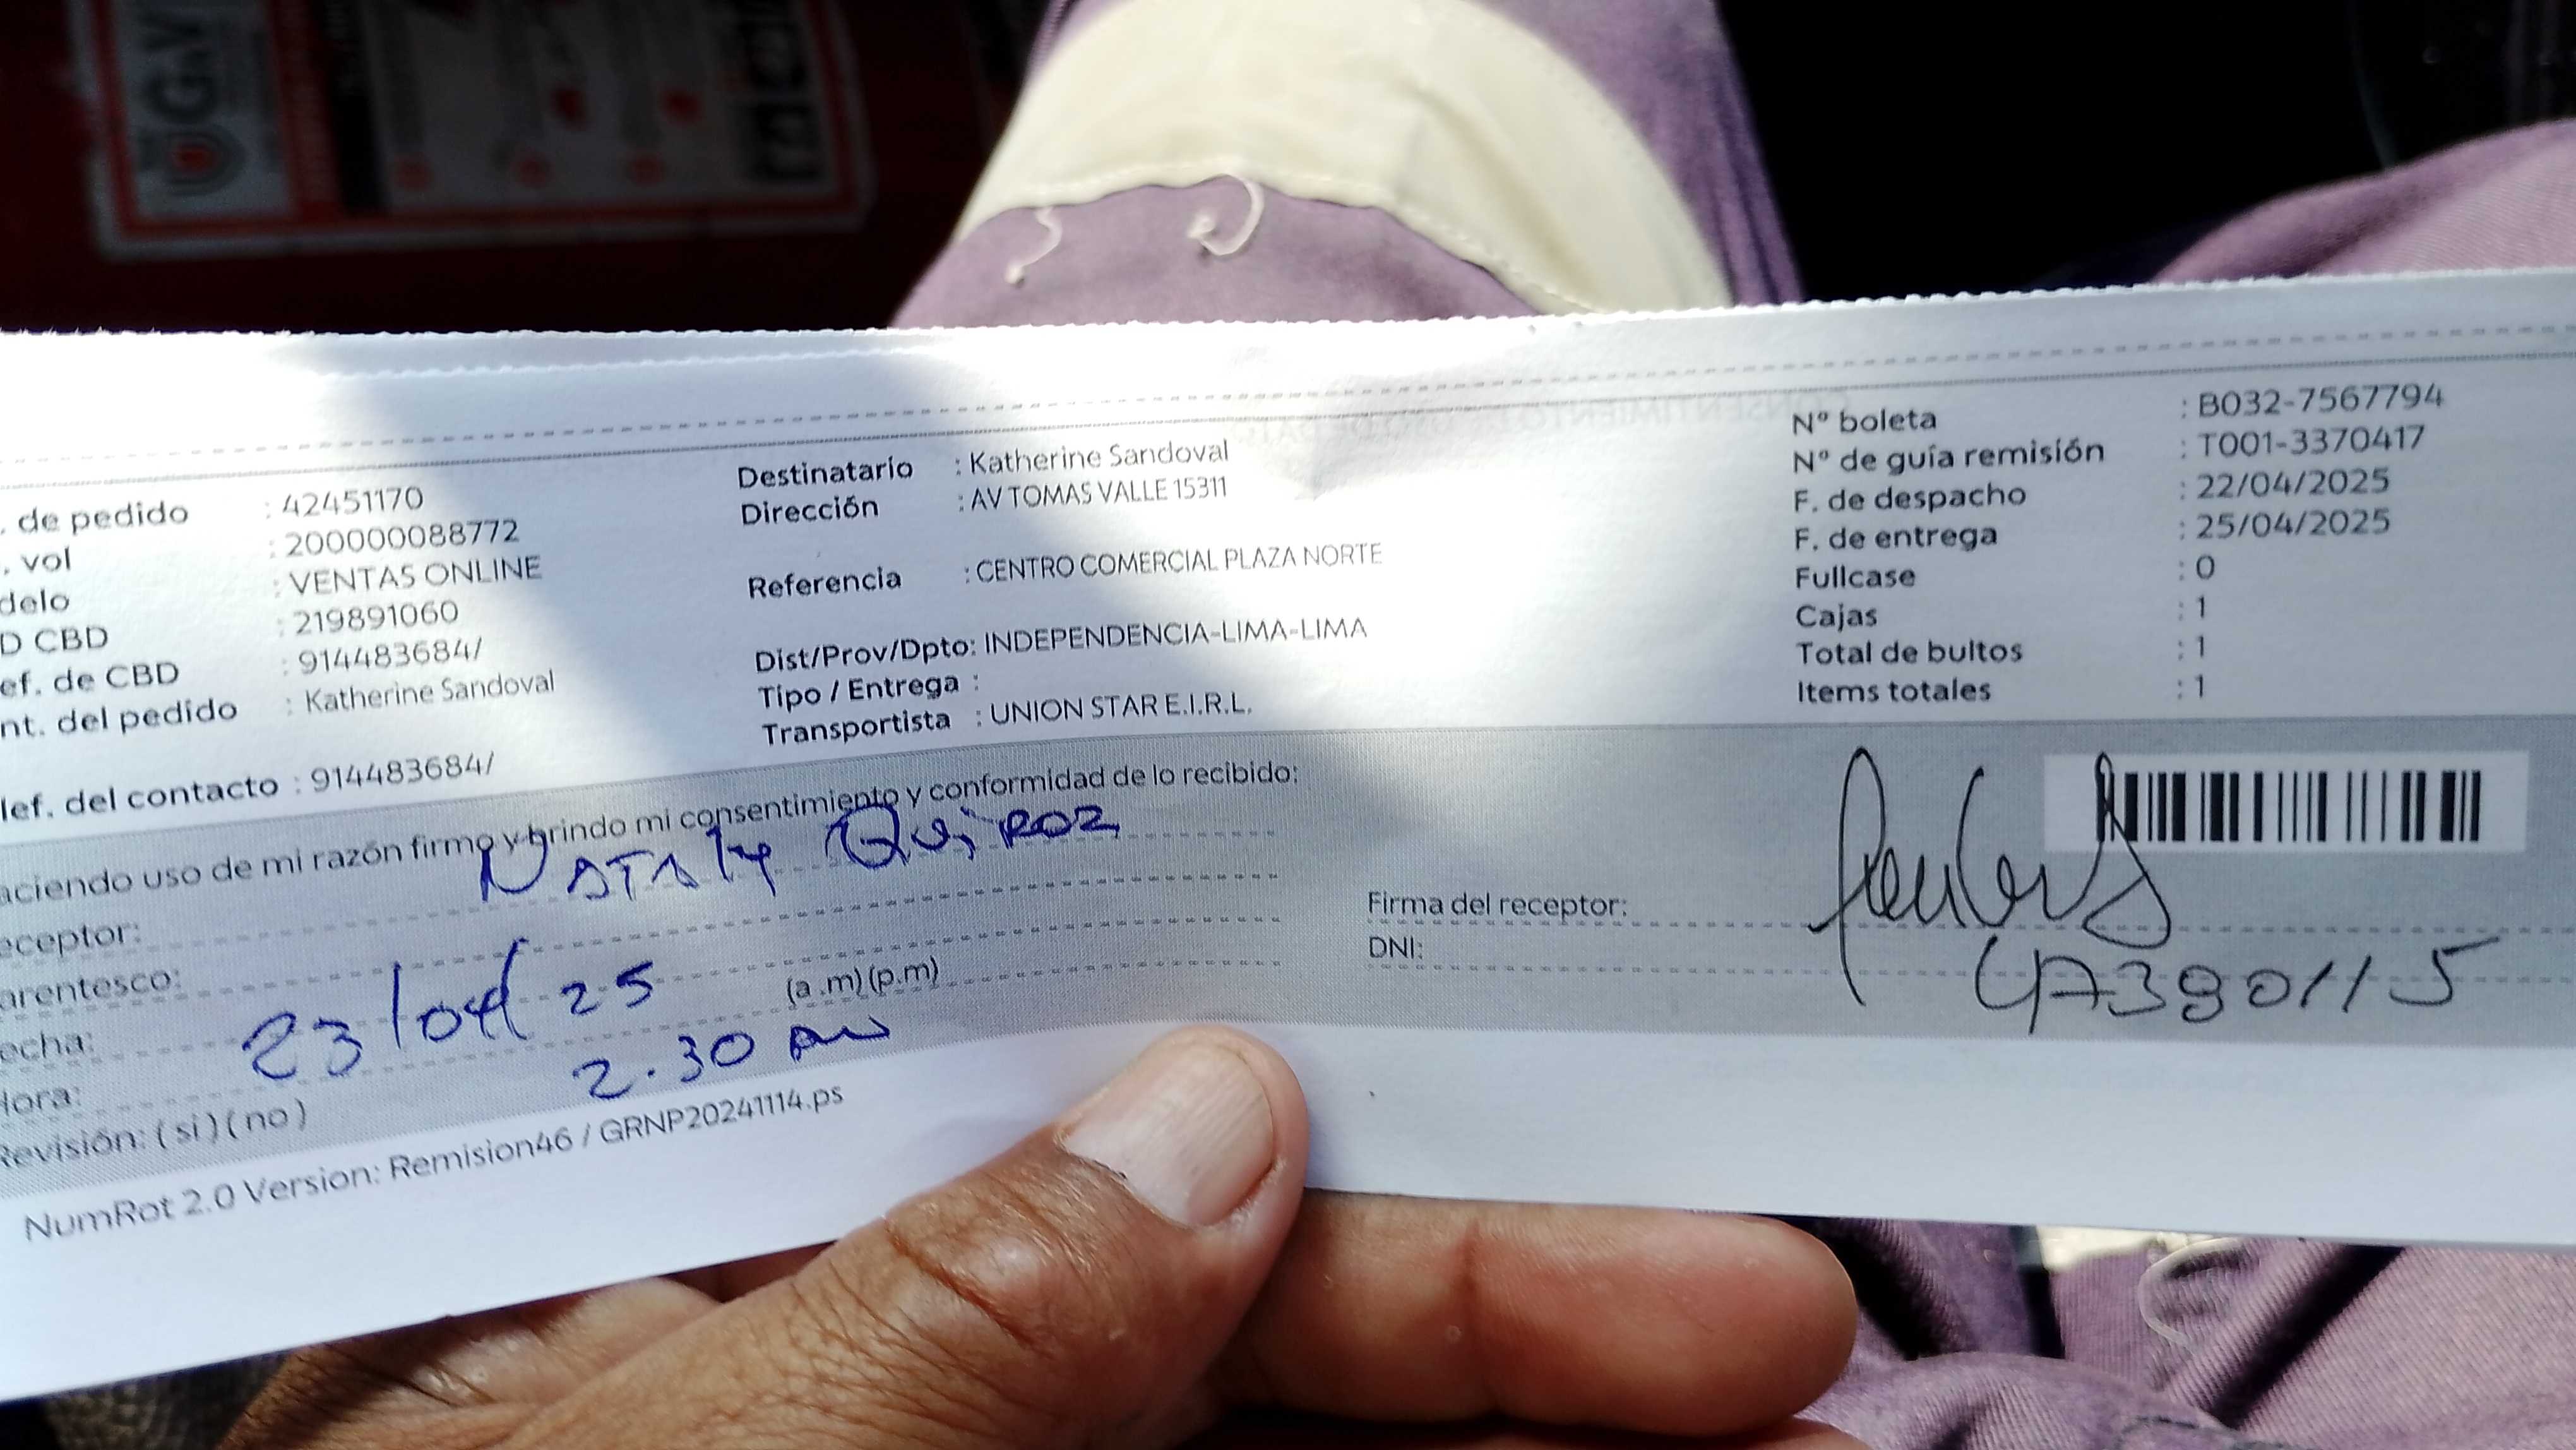 UGV
. de pedido : 42451170
. vol : 200000088772
delo : VENTAS ONLINE
D CBD : 219891060
ef. de CBD : 914483684/
nt. del pedido : Katherine Sandoval
lef. del contacto : 914483684/
Destinatario : Katherine Sandoval
Dirección : AV TOMAS VALLE 15311
Referencia : CENTRO COMERCIAL PLAZA NORTE
Dist/Prov/Dpto: INDEPENDENCIA-LIMA-LIMA
Tipo / Entrega :
Transportista : UNION STAR E.I.R.L.
Nº boleta : B032-7567794
Nº de guía remisión : T001-3370417
F. de despacho : 22/04/2025
F. de entrega : 25/04/2025
Fullcase : 0
Cajas : 1
Total de bultos : 1
Items totales : 1
aciendo uso de mi razón firmo y brindo mi consentimiento y conformidad de lo recibido:
eceptor: Nataly Quiroz
arentesco:
echa: 23/04/25
Hora: 2.30 pm (a .m) (p.m)
Revisión: ( si ) ( no )
Firma del receptor:
DNI: 47390115
NumRot 2.0 Version: Remision46 / GRNP20241114.ps